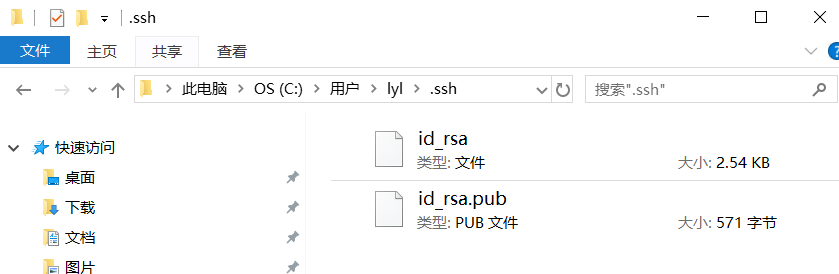 .ssh
文件 主页 共享 查看
此电脑 OS (C:) 用户 lyl .ssh 搜索".ssh"
快速访问
桌面
下载
文档
图片
id_rsa
类型: 文件 大小: 2.54 KB
id_rsa.pub
类型: PUB 文件 大小: 571 字节